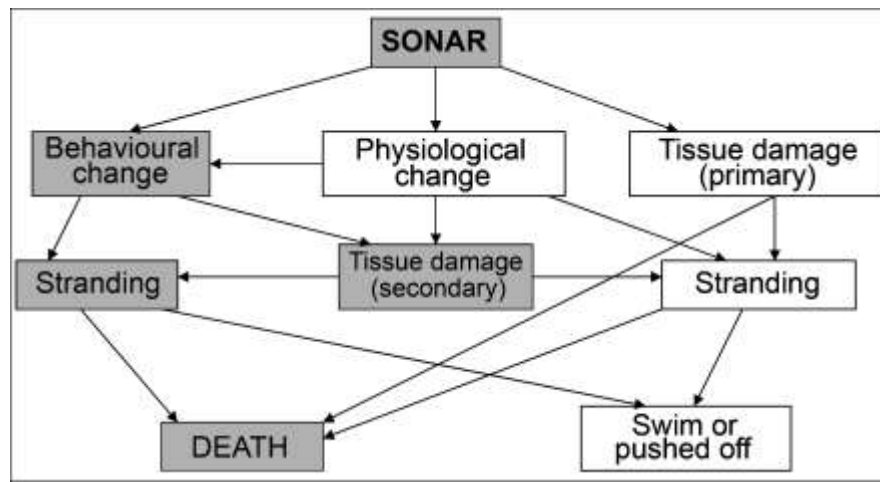 SONAR
Behavioural
change
Physiological
change
Tissue damage
(primary)
Stranding
Tissue damage
(secondary)
Stranding
DEATH
Swim or
pushed off